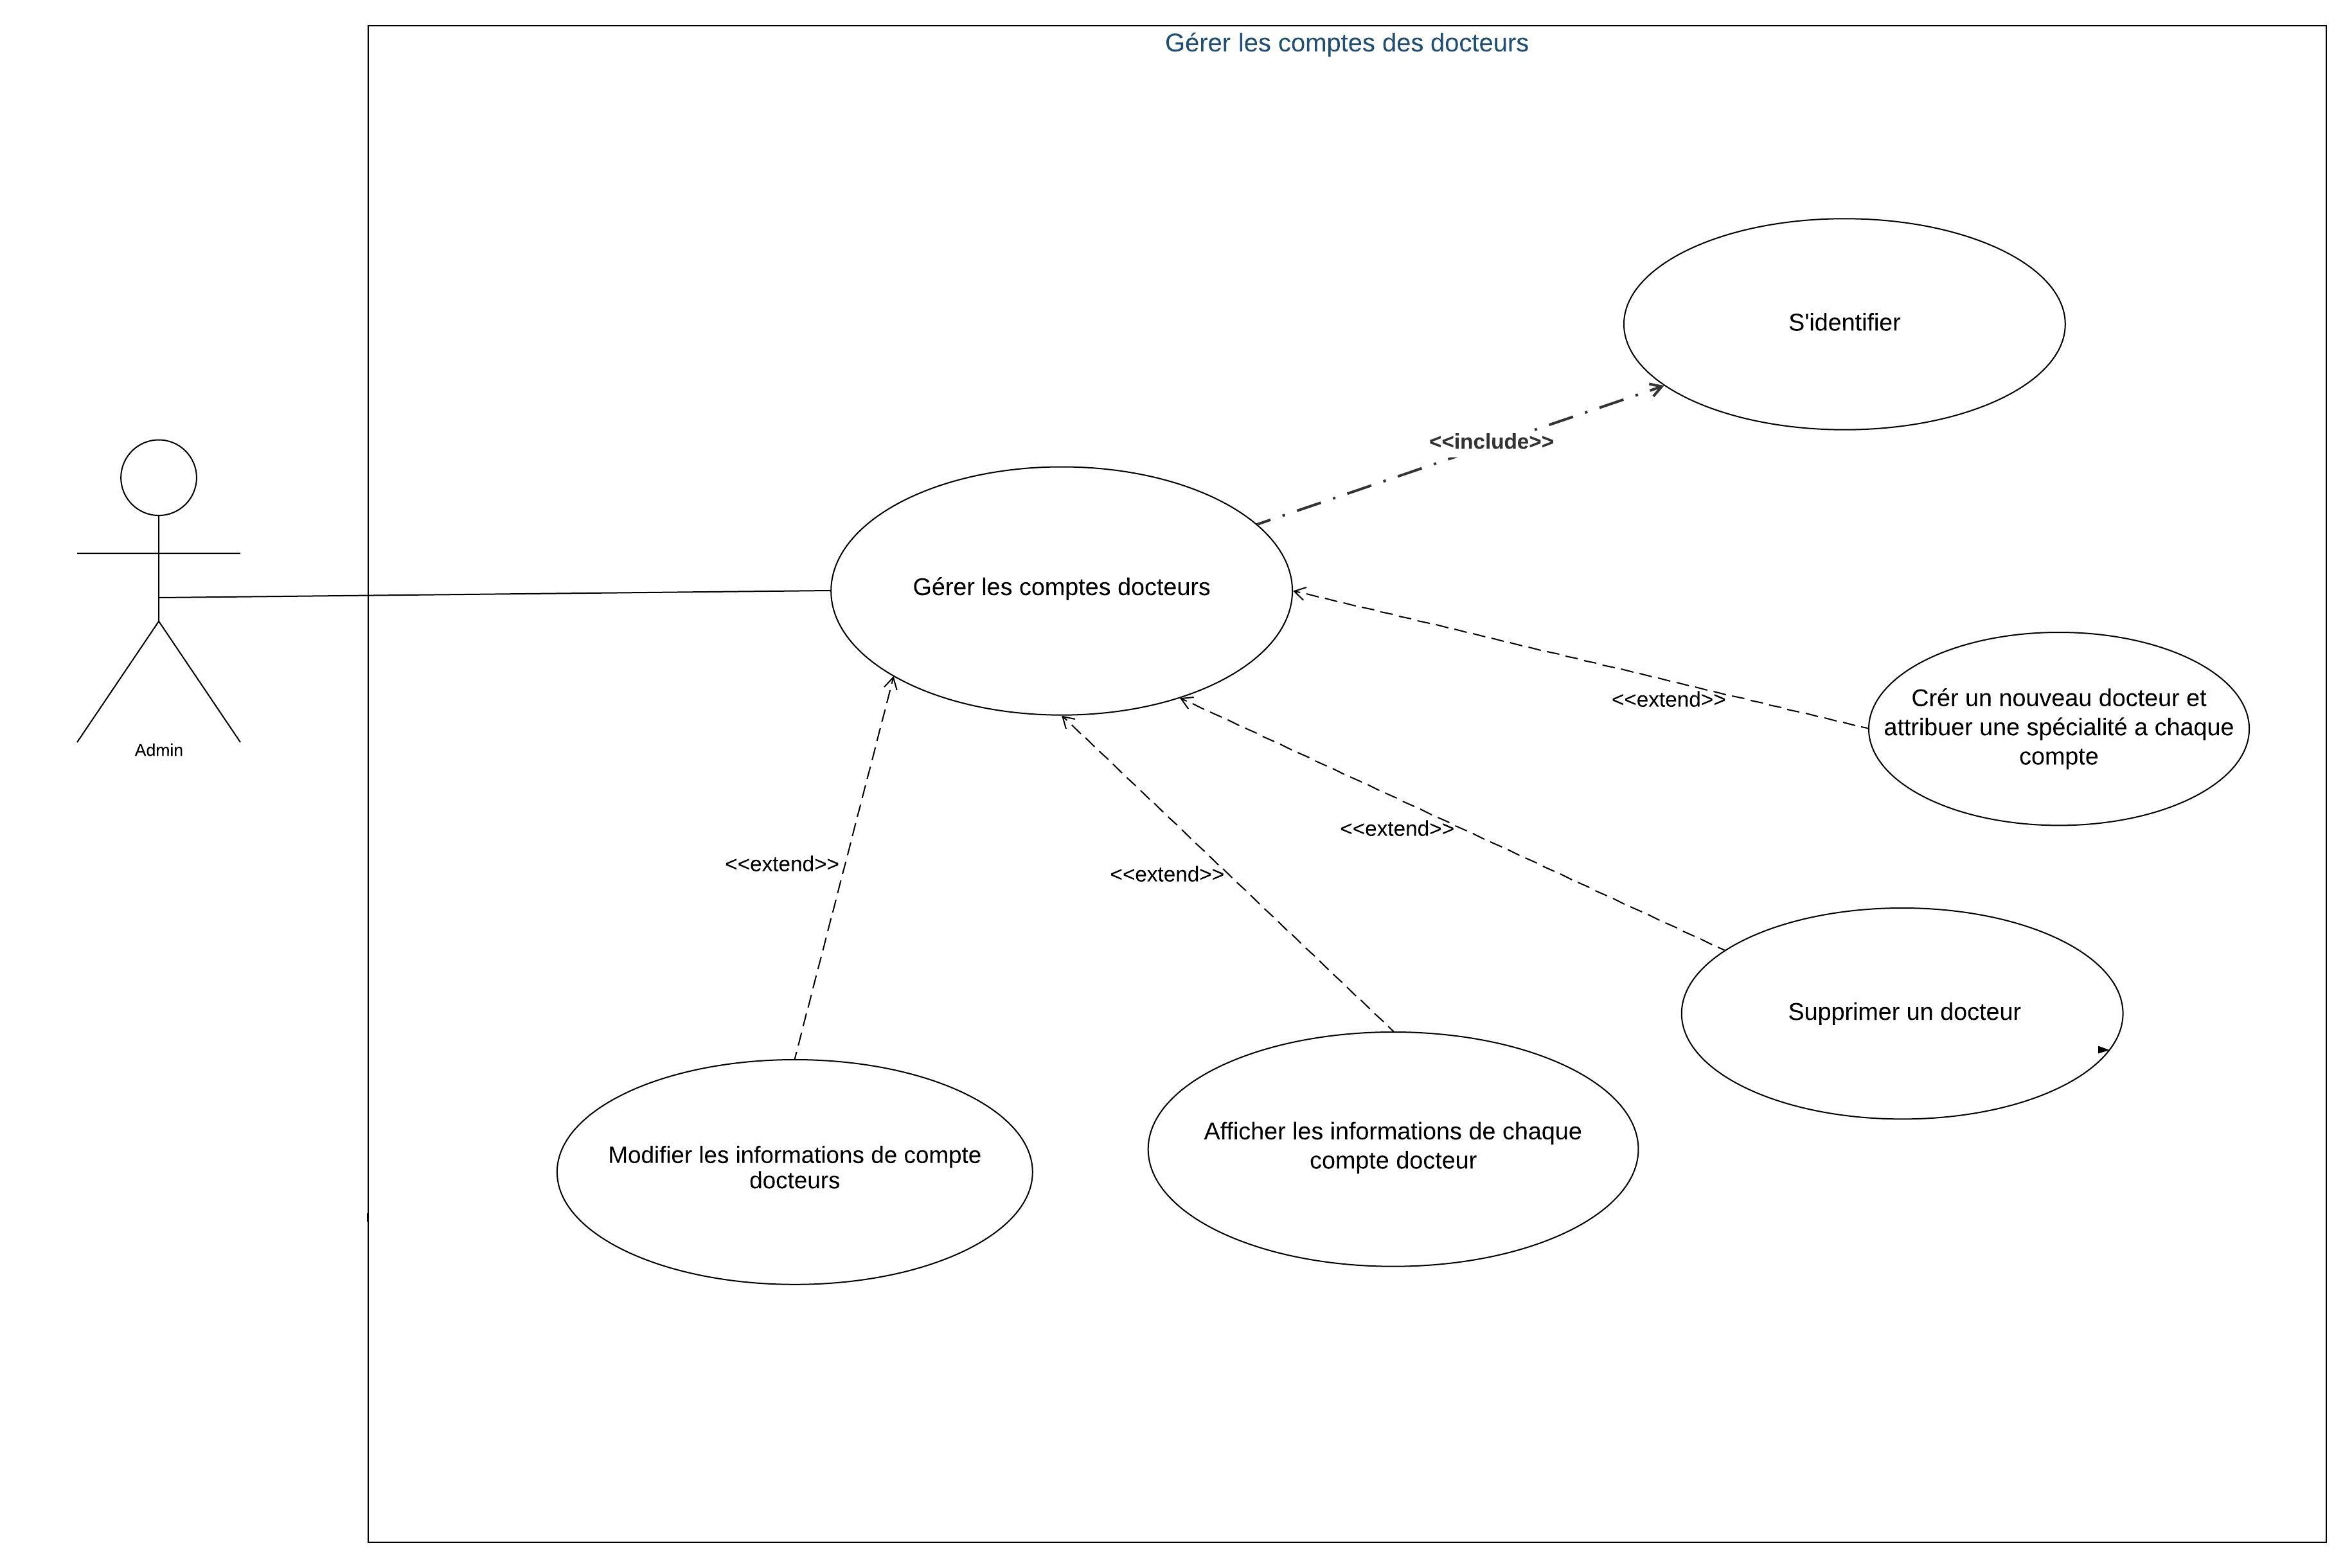 Gérer les comptes des docteurs
S'identifier
<<include>>
Gérer les comptes docteurs
<<extend>>
Crér un nouveau docteur et
attribuer une spécialité a chaque
compte
Admin
<<extend>>
<<extend>>
<<extend>>
Supprimer un docteur
Afficher les informations de chaque
compte docteur
Modifier les informations de compte
docteurs